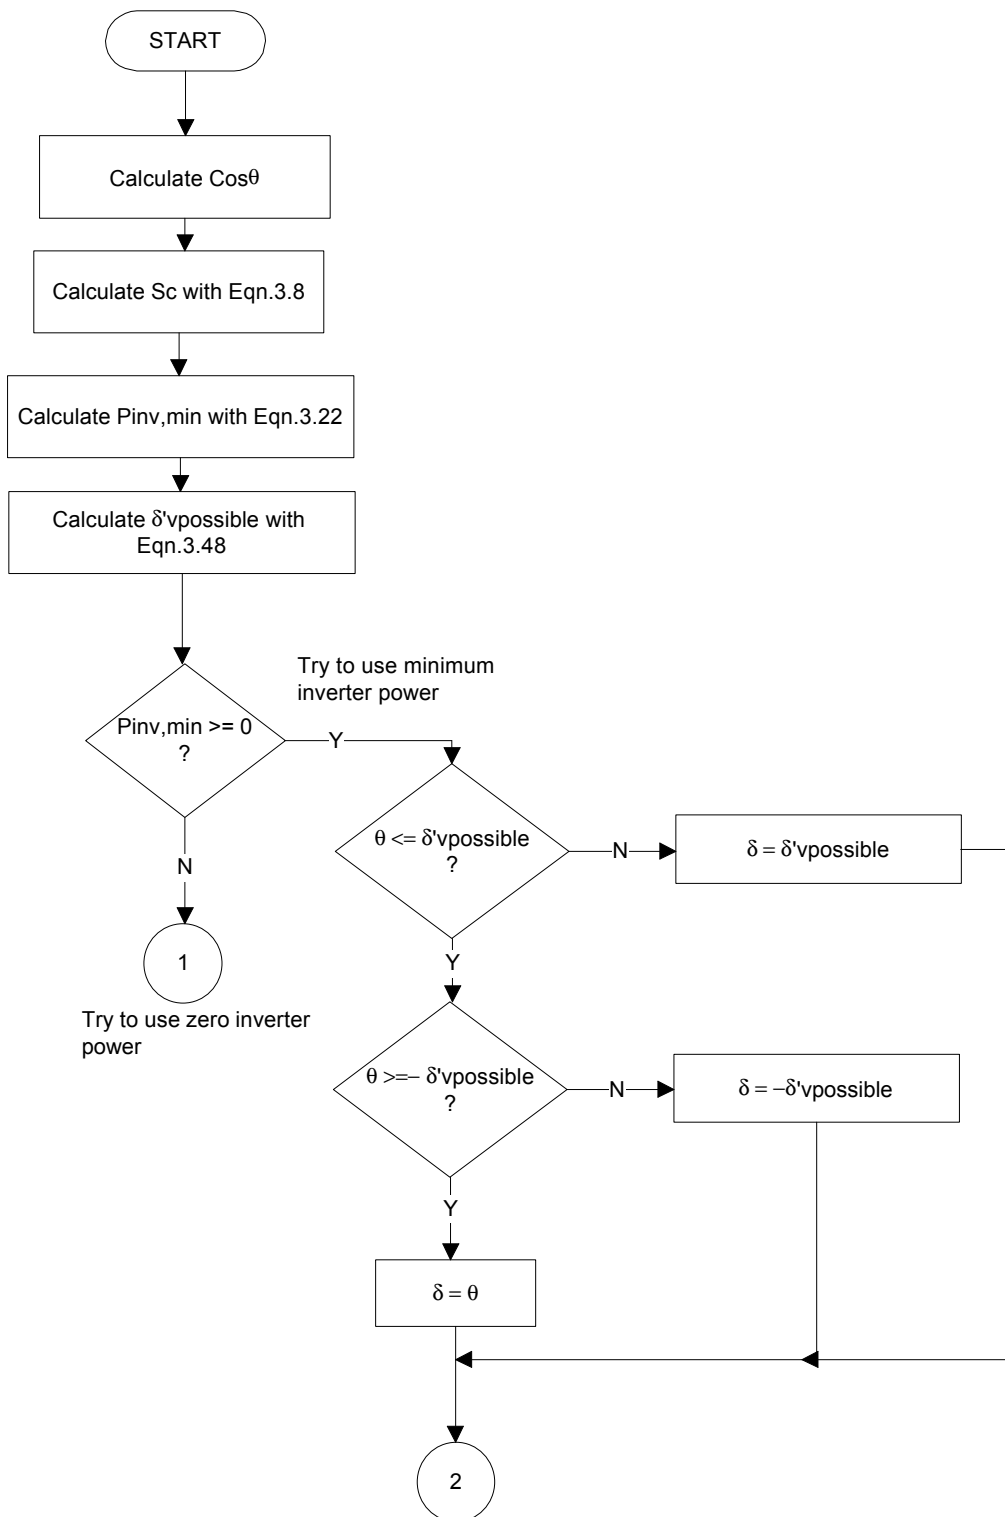 START
Calculate Cosθ
Calculate Sc with Eqn.3.8
Calculate Pinv,min with Eqn.3.22
Calculate δ'vpossible with
Eqn.3.48
Try to use minimum
inverter power
Pinv,min >= 0
?
Y
θ <= δ'vpossible
?
N
δ = δ'vpossible
N
Y
1
Try to use zero inverter
power
θ >=− δ'vpossible
?
N
δ = −δ'vpossible
Y
δ = θ
2